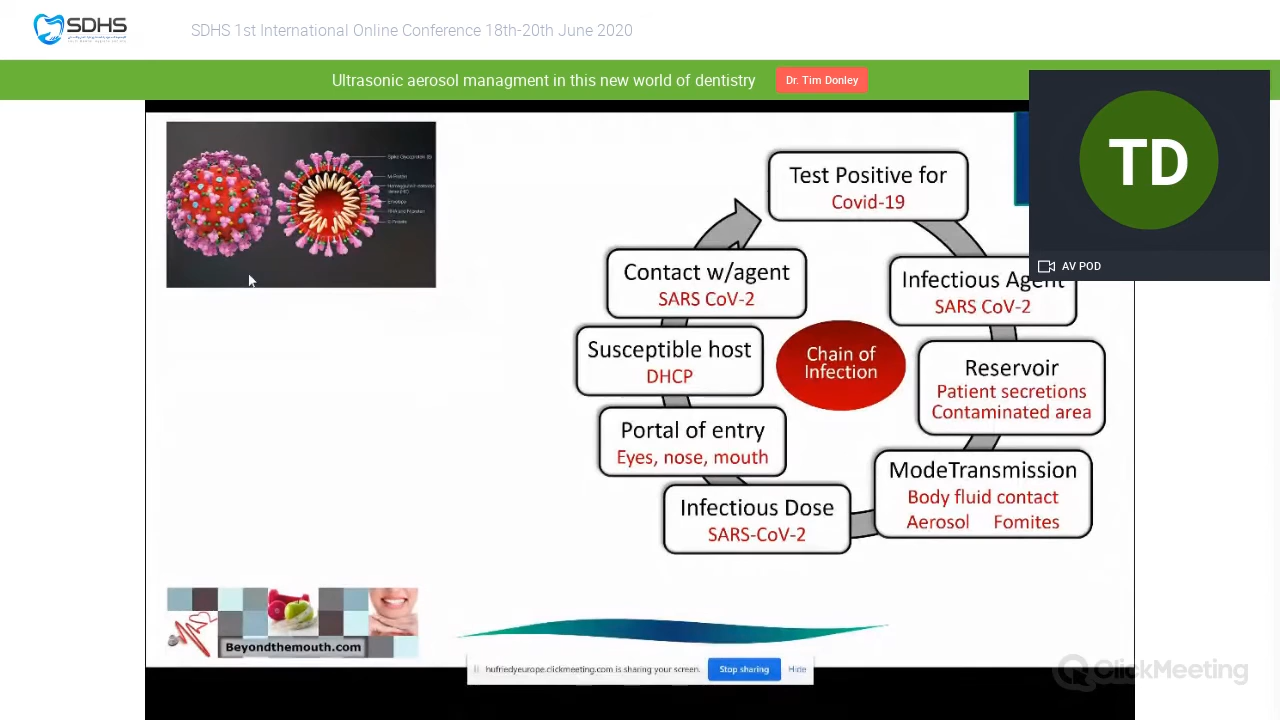 SDHS
SDHS 1st International Online Conference 18th-20th June 2020
Ultrasonic aerosol managment in this new world of dentistry
Dr. Tim Donley
TD
AV POD
Spike Glycoprotein (S)
Envelope
Test Positive for
Covid-19
Contact w/agent
SARS CoV-2
Infectious Agent
SARS CoV-2
Susceptible host
DHCP
Chain of
Infection
Reservoir
Patient secretions
Contaminated area
Portal of entry
Eyes, nose, mouth
ModeTransmission
Body fluid contact
Aerosol Fomites
Infectious Dose
SARS-CoV-2
Beyondthemouth.com
hufriedyeurope.clickmeeting.com is sharing your screen.
Stop sharing
Hide
ClickMeeting